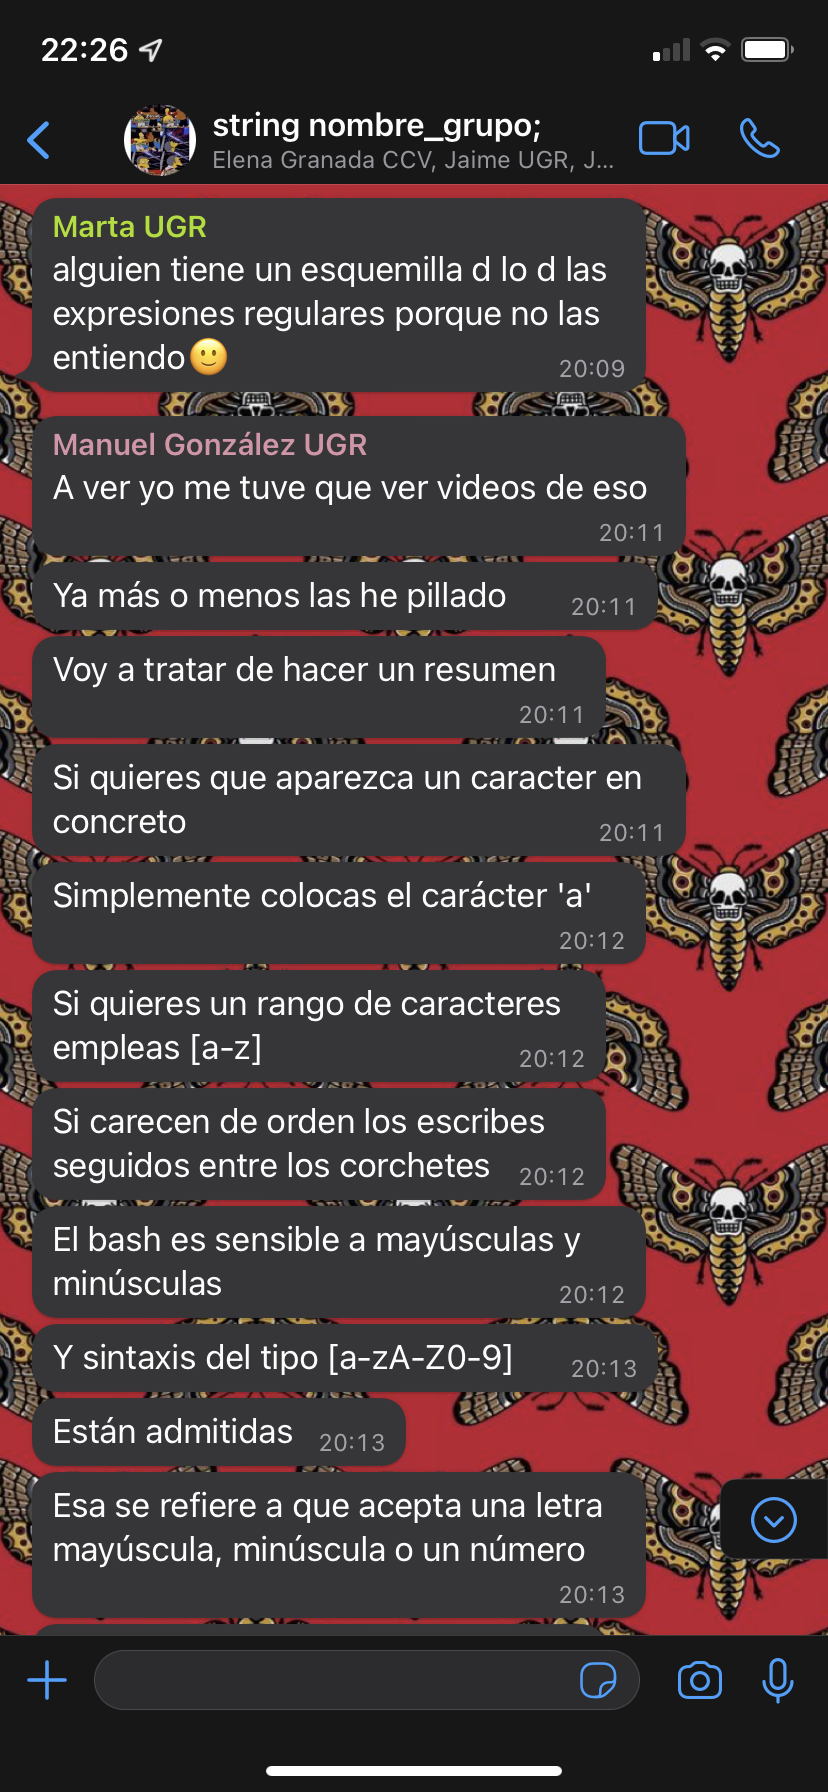 22:26
string nombre_grupo;
Elena Granada CCV, Jaime UGR, J...
Marta UGR
alguien tiene un esquemilla d lo d las
expresiones regulares porque no las
entiendo🙂
20:09
Manuel González UGR
A ver yo me tuve que ver videos de eso
20:11
Ya más o menos las he pillado 20:11
Voy a tratar de hacer un resumen
20:11
Si quieres que aparezca un caracter en
concreto 20:11
Simplemente colocas el carácter 'a'
20:12
Si quieres un rango de caracteres
empleas [a-z] 20:12
Si carecen de orden los escribes
seguidos entre los corchetes 20:12
El bash es sensible a mayúsculas y
minúsculas 20:12
Y sintaxis del tipo [a-zA-Z0-9] 20:13
Están admitidas 20:13
Esa se refiere a que acepta una letra
mayúscula, minúscula o un número
20:13